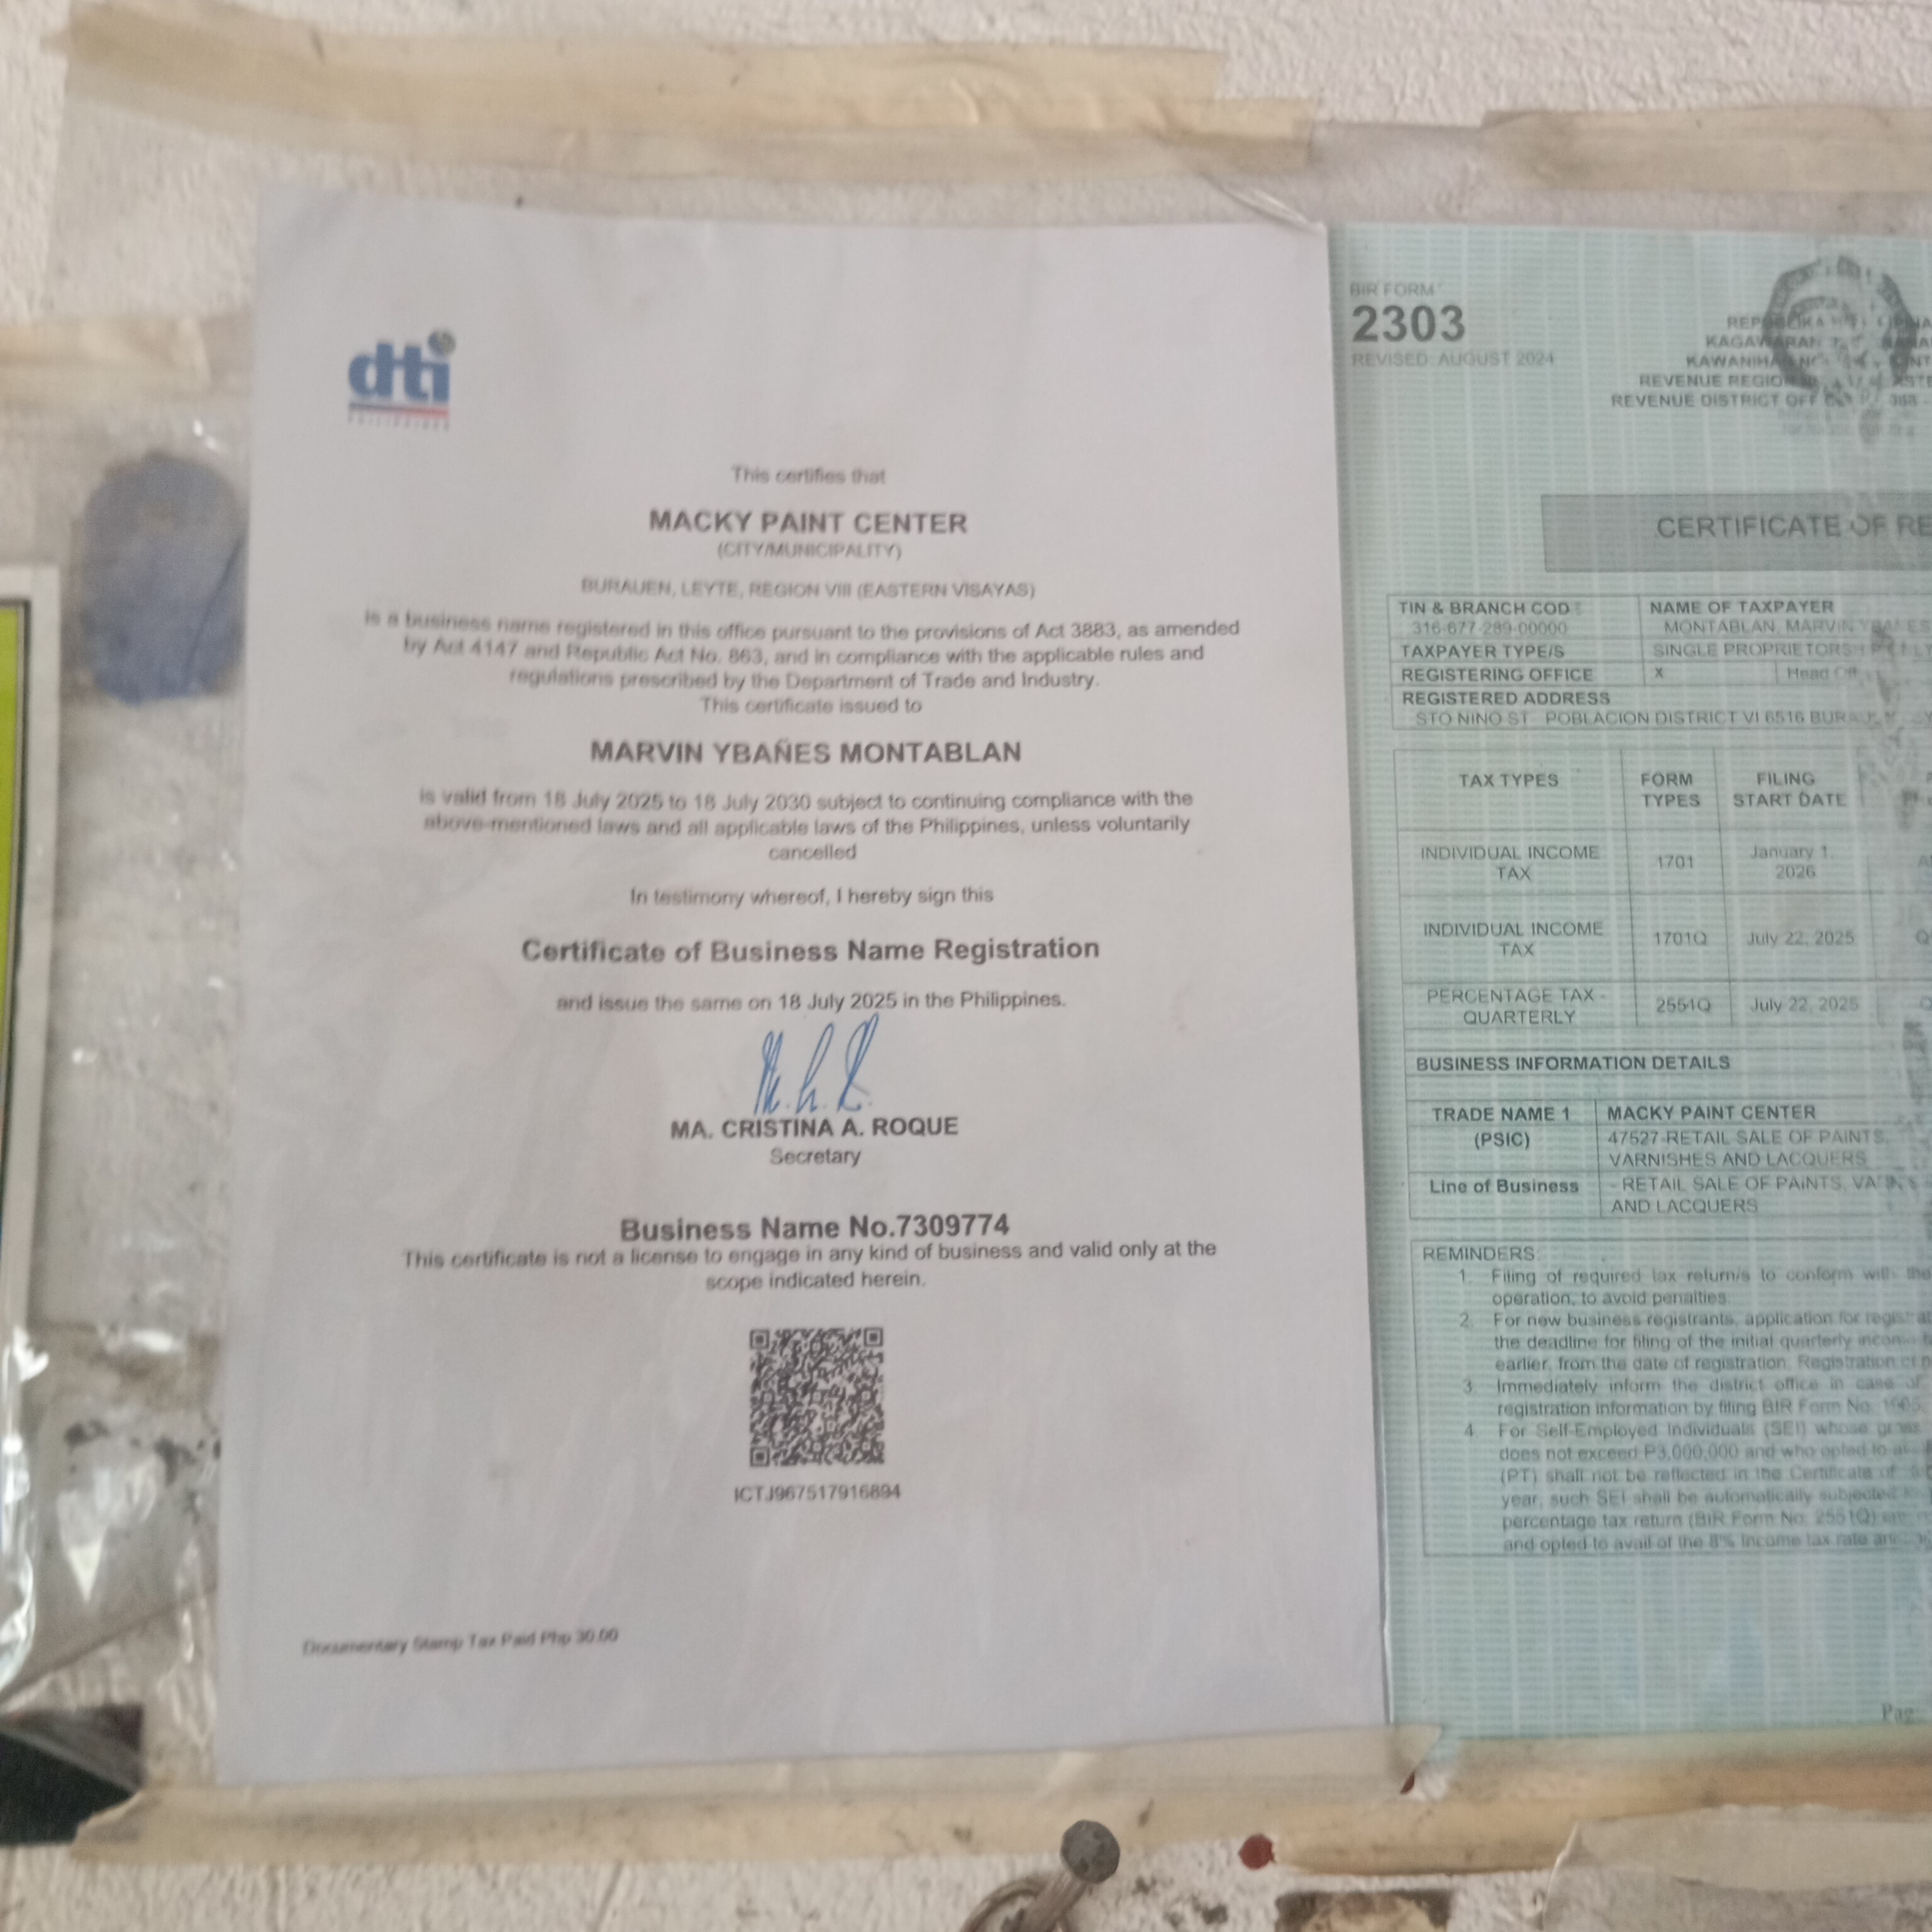 dti
PHILIPPINES
This certifies that
MACKY PAINT CENTER
(CITY/MUNICIPALITY)
BURAUEN, LEYTE, REGION VIII (EASTERN VISAYAS)
is a business name registered in this office pursuant to the provisions of Act 3883, as amended
by Act 4147 and Republic Act No. 863, and in compliance with the applicable rules and
regulations prescribed by the Department of Trade and Industry.
This certificate issued to
MARVIN YBAÑES MONTABLAN
is valid from 18 July 2025 to 18 July 2030 subject to continuing compliance with the
above-mentioned laws and all applicable laws of the Philippines, unless voluntarily
cancelled
In testimony whereof, I hereby sign this
Certificate of Business Name Registration
and issue the same on 18 July 2025 in the Philippines.
MA. CRISTINA A. ROQUE
Secretary
Business Name No.7309774
This certificate is not a license to engage in any kind of business and valid only at the
scope indicated herein.
ICTJ967517916894
Documentary Stamp Tax Paid Php 30.00
BIR FORM
2303
REVISED: AUGUST 2024
REVENUE REGION
REVENUE DISTRICT
CERTIFICATE OF RE
TIN & BRANCH COD
NAME OF TAXPAYER
316-677-289-00000
MONTABLAN, MARVIN YBANES
TAXPAYER TYPE/S
SINGLE PROPRIETORSHIP
REGISTERING OFFICE
X
Head Off
REGISTERED ADDRESS
STO NINO ST POBLACION DISTRICT VI 6516
TAX TYPES
FORM TYPES
FILING START DATE
INDIVIDUAL INCOME TAX
1701
January 1, 2026
INDIVIDUAL INCOME TAX
1701Q
July 22, 2025
PERCENTAGE TAX - QUARTERLY
2551Q
July 22, 2025
BUSINESS INFORMATION DETAILS
TRADE NAME 1
MACKY PAINT CENTER
(PSIC)
47527-RETAIL SALE OF PAINTS,
VARNISHES AND LACQUERS
Line of Business
- RETAIL SALE OF PAINTS,
AND LACQUERS
REMINDERS:
1. Filing of required tax return/s to conform with the
operation, to avoid penalties.
2. For new business registrants, application for
the deadline for filing of the initial quarterly
earlier, from the date of registration. Registration of
3. Immediately inform the district office in case of
registration information by filing BIR Form No.
4. For Self-Employed Individuals (SEI) whose
does not exceed P3,000,000 and who opted to
(PT) shall not be reflected in the Certificate of
year, such SEI shall be automatically subjected
percentage tax return (BIR Form No. 2551Q)
and opted to avail of the 8% income tax rate
Pag